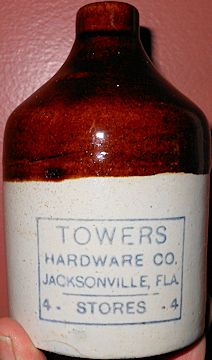 TOWERS
HARDWARE CO.
JACKSONVILLE, FLA.
4 - STORES - 4